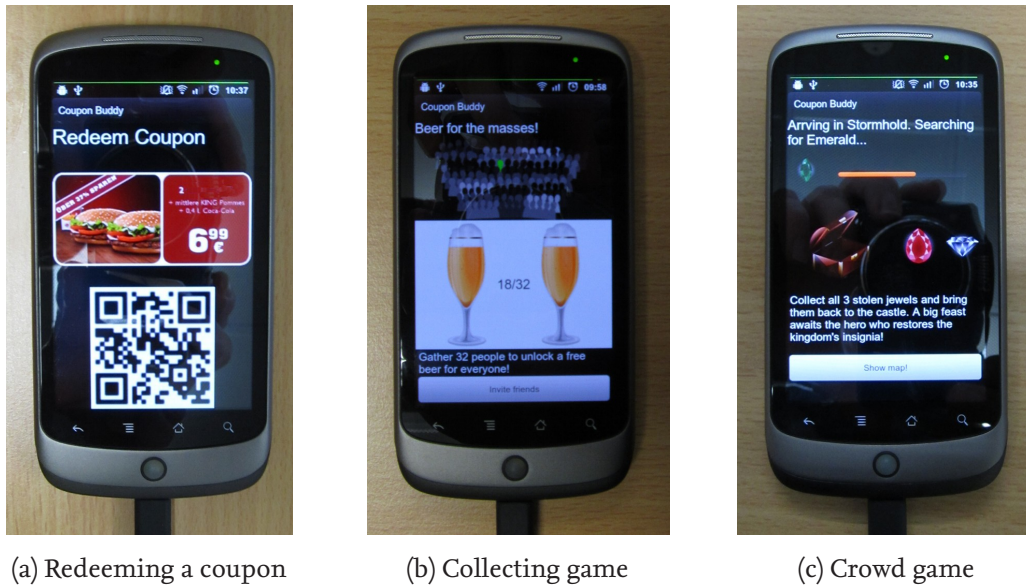 10:37
Coupon Buddy
Redeem Coupon
ÜBER 37% SPAREN
2
+ mittlere KING Pommes
+ 0,4 L Coca-Cola
6 99
€
09:58
Coupon Buddy
Beer for the masses!
18/32
Gather 32 people to unlock a free
beer for everyone!
Invite friends
10:35
Coupon Buddy
Arriving in Stormhold. Searching
for Emerald...
Collect all 3 stolen jewels and bring
them back to the castle. A big feast
awaits the hero who restores the
kingdom's insignia!
Show map!
(a) Redeeming a coupon
(b) Collecting game
(c) Crowd game